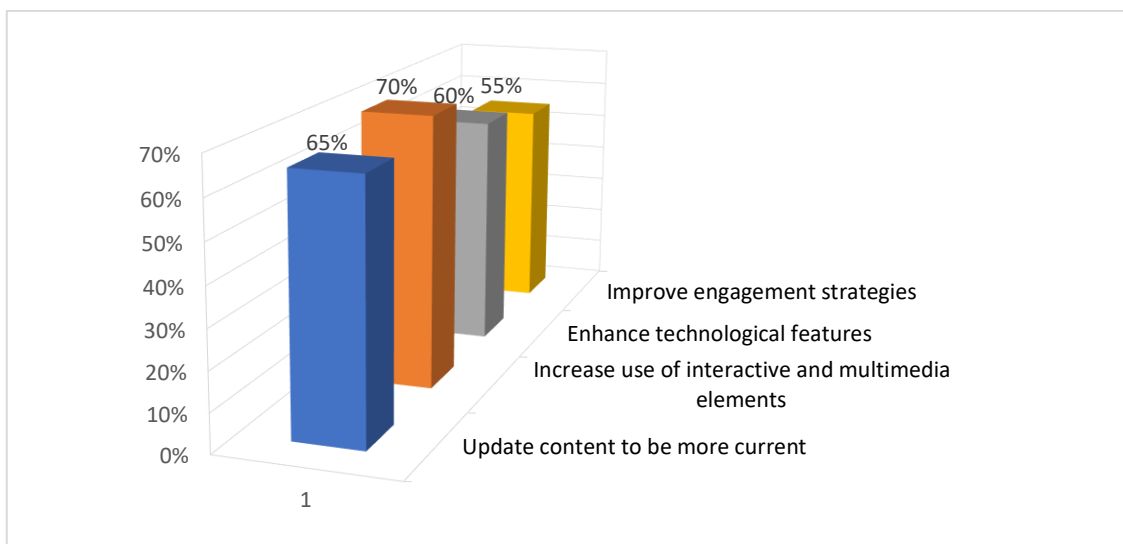 70%
60%
55%
65%
70%
60%
50%
40%
30%
20%
10%
0%
1
Improve engagement strategies
Enhance technological features
Increase use of interactive and multimedia
elements
Update content to be more current